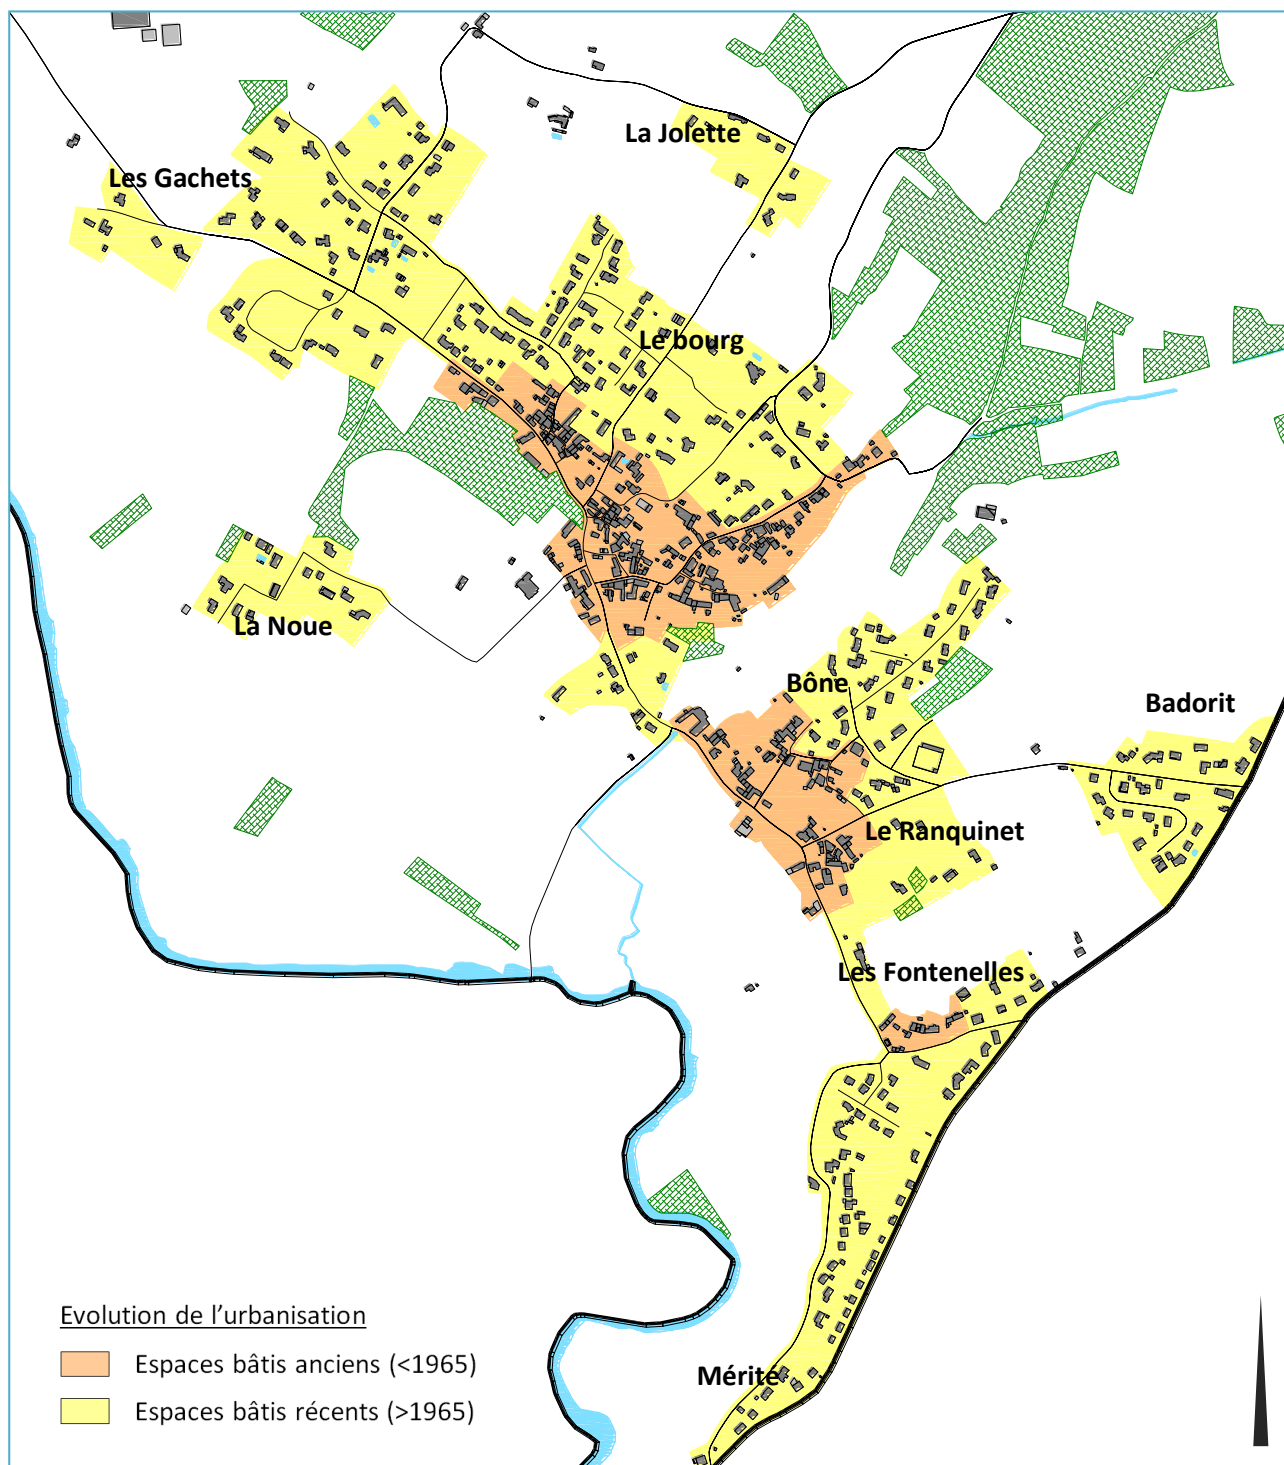 La Jolette
Les Gachets
Le bourg
La Noue
Bône
Badorit
Le Ranquinet
Les Fontenelles
Mérité
Evolution de l'urbanisation
Espaces bâtis anciens (<1965)
Espaces bâtis récents (>1965)